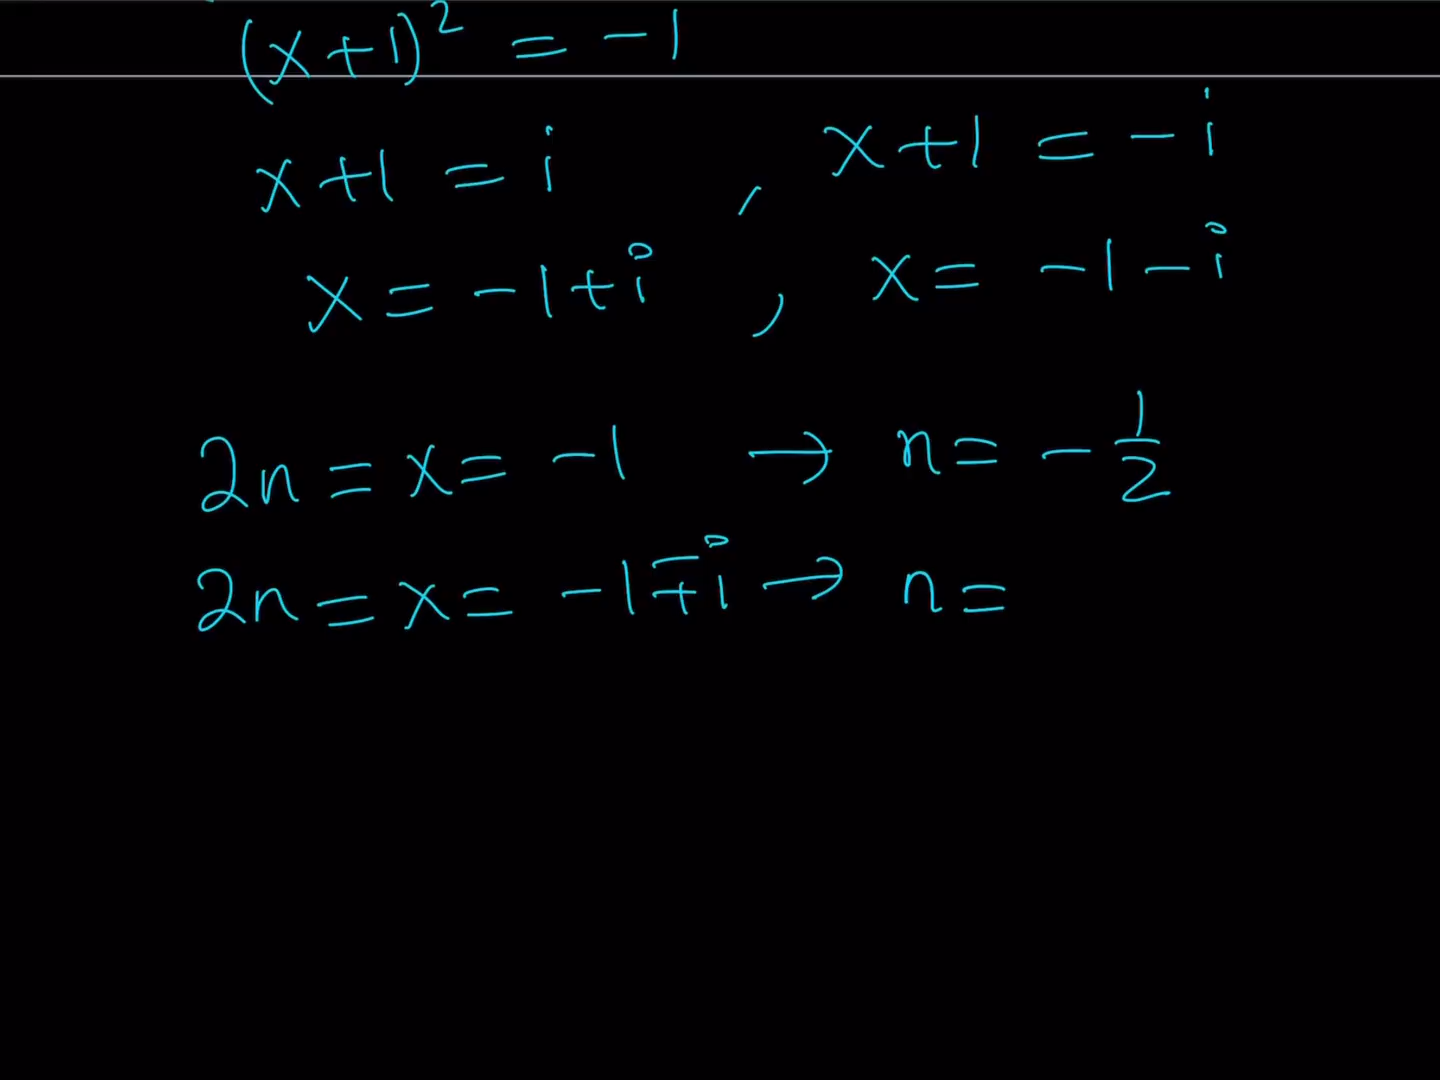 (x+1)² = -1
x+1 = i , x+1 = -i
x = -1+i , x = -1-i
2n = x = -1 → n = -1/2
2n = x = -1∓i → n =